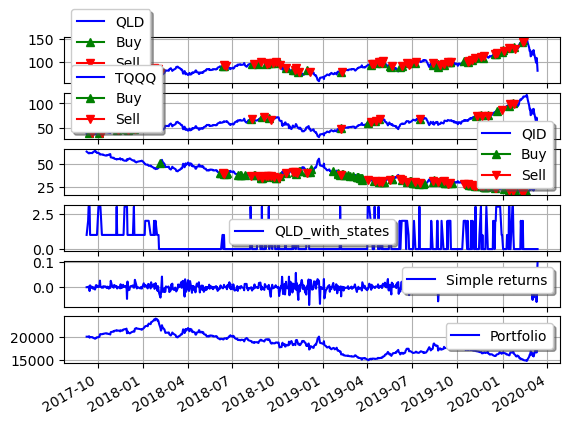 QLD
Buy
Sell
150
100
TQQQ
Buy
Sell
100
50
QID
Buy
Sell
50
25
QLD_with_states
2.5
0.0
Simple returns
0.1
0.0
Portfolio
20000
15000
2017-10 2018-01 2018-04 2018-07 2018-10 2019-01 2019-04 2019-07 2019-10 2020-01 2020-04